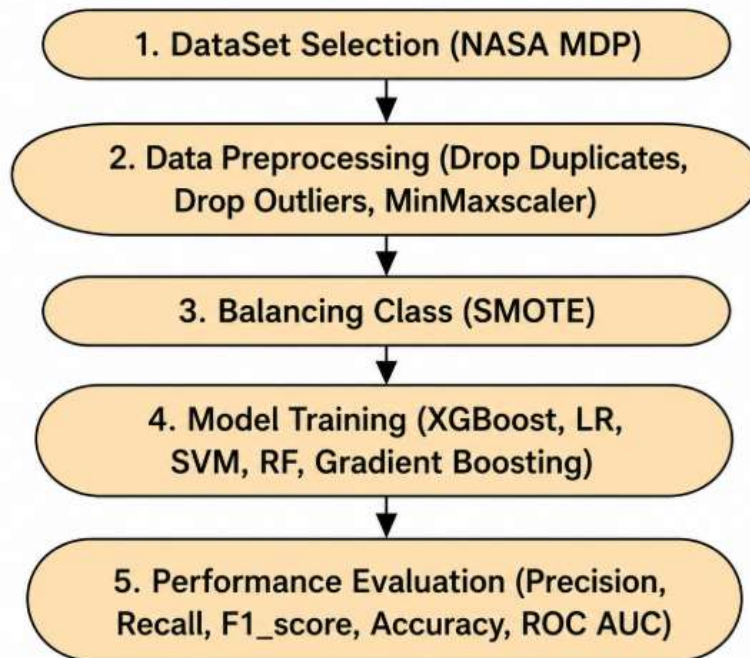 1. DataSet Selection (NASA MDP)
2. Data Preprocessing (Drop Duplicates,
Drop Outliers, MinMaxscaler)
3. Balancing Class (SMOTE)
4. Model Training (XGBoost, LR,
SVM, RF, Gradient Boosting)
5. Performance Evaluation (Precision,
Recall, F1_score, Accuracy, ROC AUC)